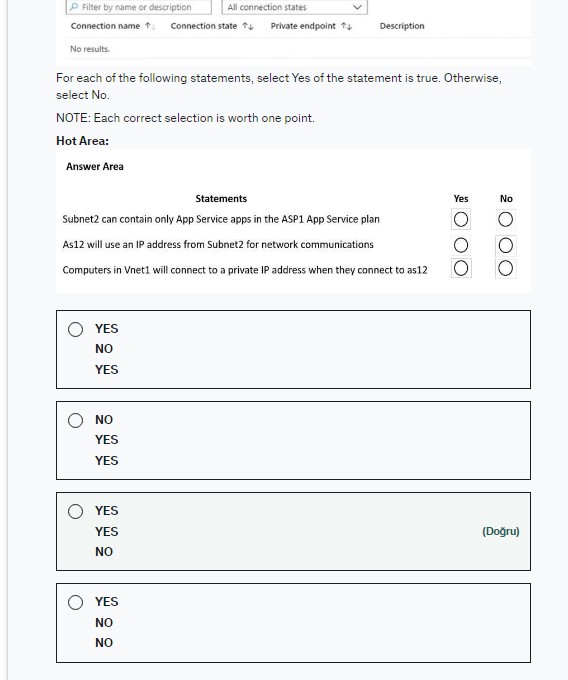 Filter by name or description
All connection states
Connection name ↑↓ Connection state ↑↓ Private endpoint ↑↓ Description
No results.
For each of the following statements, select Yes of the statement is true. Otherwise,
select No.
NOTE: Each correct selection is worth one point.
Hot Area:
Answer Area
Statements Yes No
Subnet2 can contain only App Service apps in the ASP1 App Service plan
As12 will use an IP address from Subnet2 for network communications
Computers in Vnet1 will connect to a private IP address when they connect to as12
YES
NO
YES
NO
YES
YES
YES
YES
(Doğru)
NO
YES
NO
NO